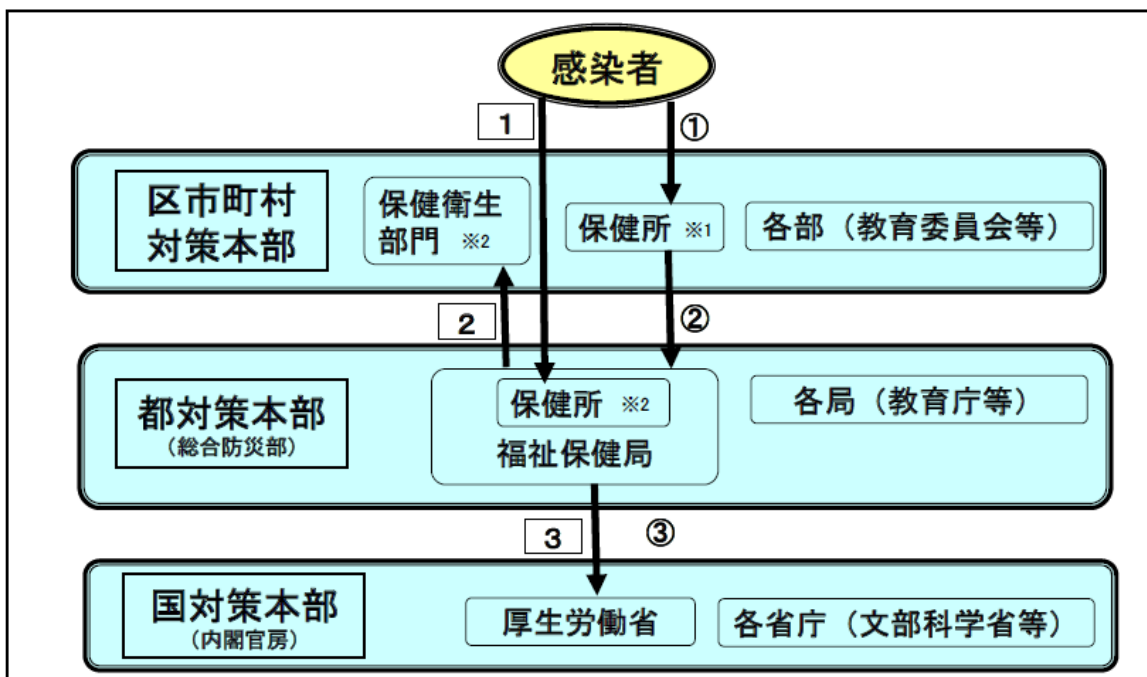 感染者
1
①
区市町村
対策本部
保健衛生
部門 ※2
保健所 ※1
各部（教育委員会等）
2
②
都対策本部
（総合防災部）
保健所 ※2
福祉保健局
各局（教育庁等）
3
③
国対策本部
（内閣官房）
厚生労働省
各省庁（文部科学省等）